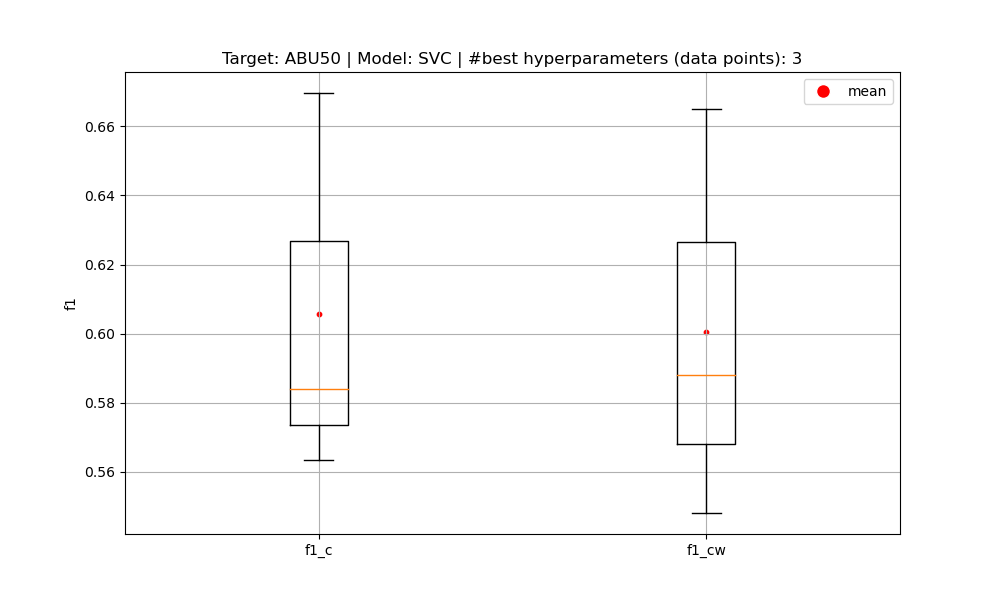 Target: ABU50 | Model: SVC | #best hyperparameters (data points): 3
mean
0.66
0.64
0.62
0.60
0.58
0.56
f1
f1_c
f1_cw